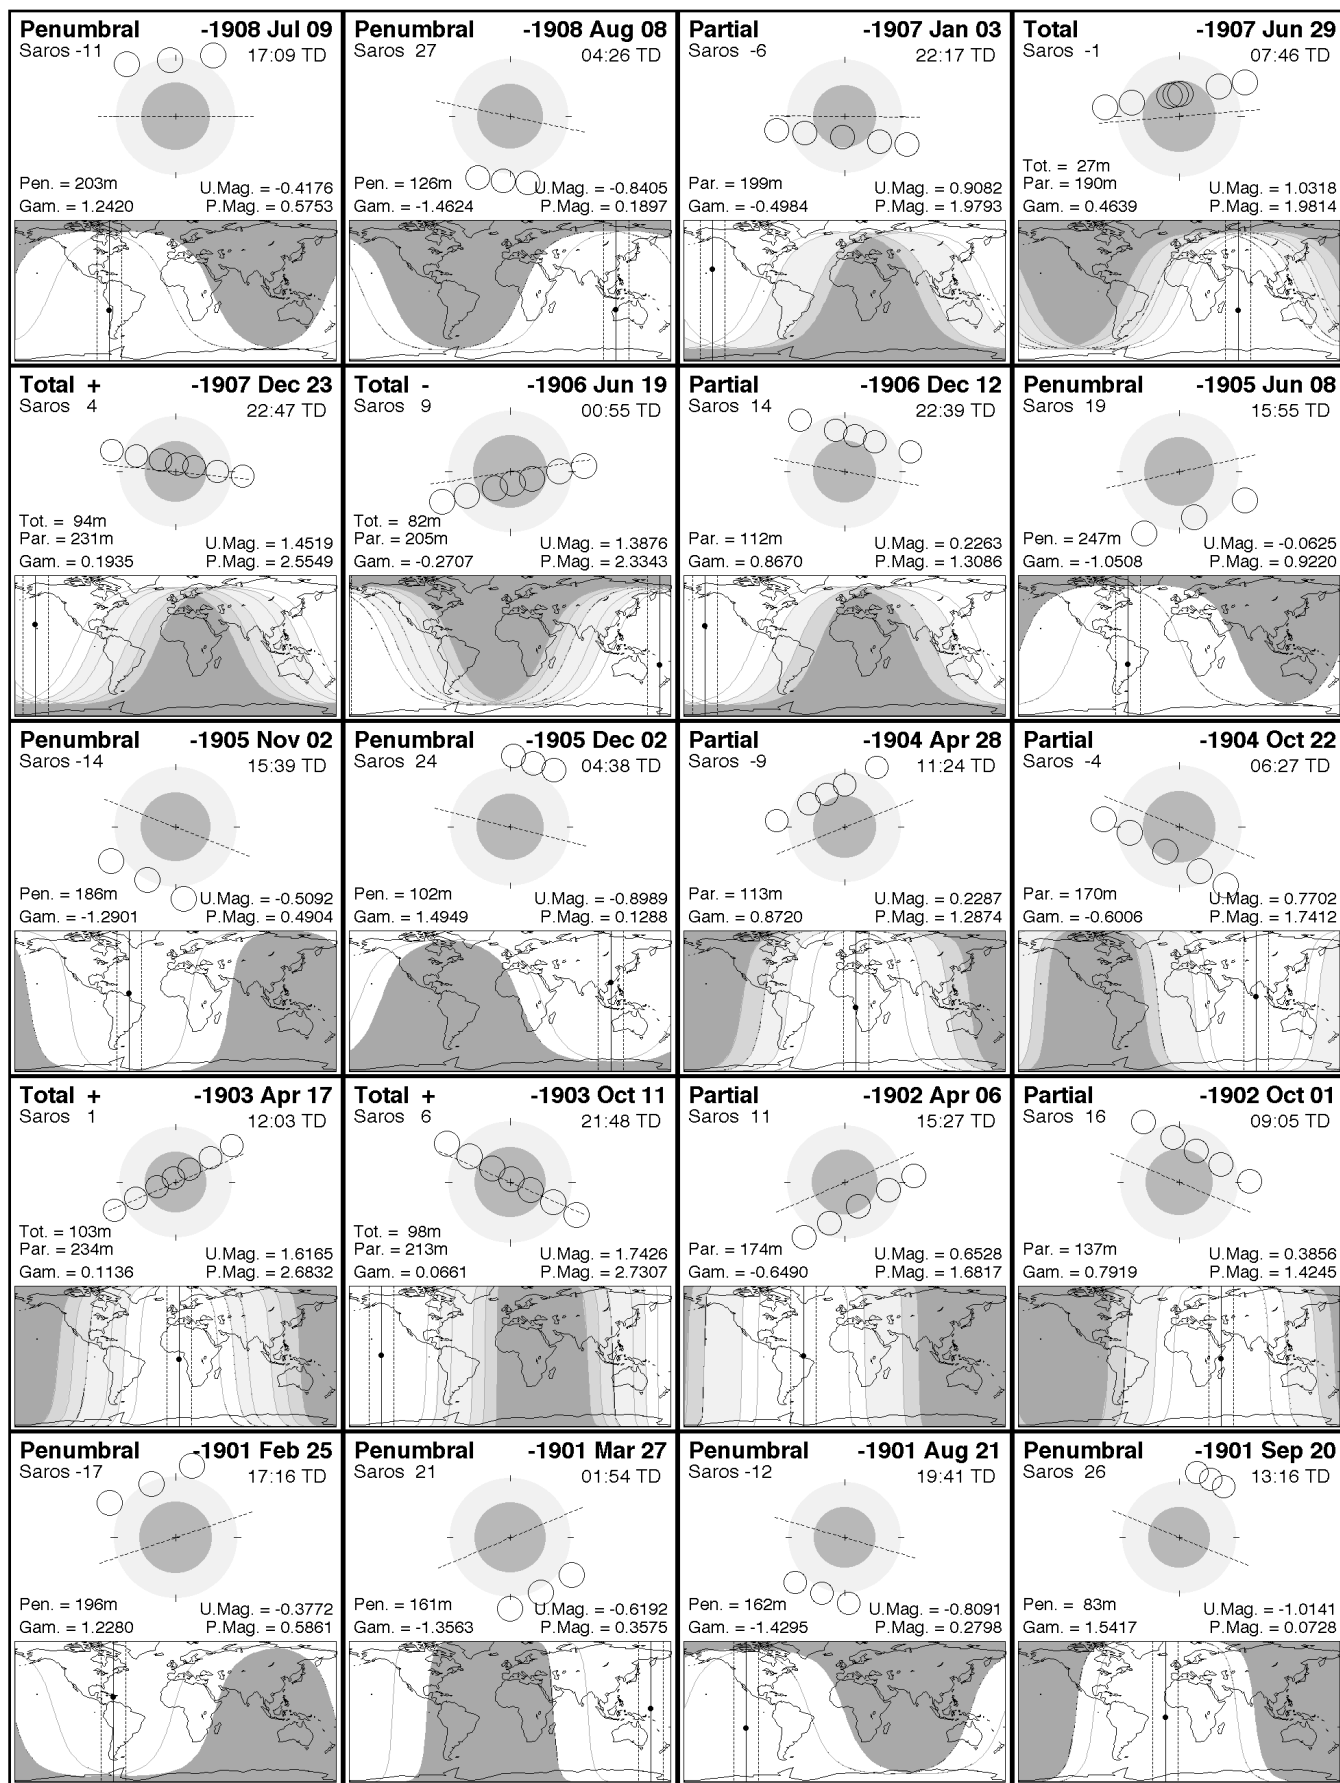 Penumbral -1908 Jul 09
Saros -11 17:09 TD
Pen. = 203m U.Mag. = -0.4176
Gam. = 1.2420 P.Mag. = 0.5753
Penumbral -1908 Aug 08
Saros 27 04:26 TD
Pen. = 126m U.Mag. = -0.8405
Gam. = -1.4624 P.Mag. = 0.1897
Partial -1907 Jan 03
Saros -6 22:17 TD
Par. = 199m U.Mag. = 0.9082
Gam. = -0.4984 P.Mag. = 1.9793
Total -1907 Jun 29
Saros -1 07:46 TD
Tot. = 27m
Par. = 190m U.Mag. = 1.0318
Gam. = 0.4639 P.Mag. = 1.9814
Total + -1907 Dec 23
Saros 4 22:47 TD
Tot. = 94m
Par. = 231m U.Mag. = 1.4519
Gam. = 0.1935 P.Mag. = 2.5549
Total - -1906 Jun 19
Saros 9 00:55 TD
Tot. = 82m
Par. = 205m U.Mag. = 1.3876
Gam. = -0.2707 P.Mag. = 2.3343
Partial -1906 Dec 12
Saros 14 22:39 TD
Par. = 112m U.Mag. = 0.2263
Gam. = 0.8670 P.Mag. = 1.3086
Penumbral -1905 Jun 08
Saros 19 15:55 TD
Pen. = 247m U.Mag. = -0.0625
Gam. = -1.0508 P.Mag. = 0.9220
Penumbral -1905 Nov 02
Saros -14 15:39 TD
Pen. = 186m U.Mag. = -0.5092
Gam. = -1.2901 P.Mag. = 0.4904
Penumbral -1905 Dec 02
Saros 24 04:38 TD
Pen. = 102m U.Mag. = -0.8989
Gam. = 1.4949 P.Mag. = 0.1288
Partial -1904 Apr 28
Saros -9 11:24 TD
Par. = 113m U.Mag. = 0.2287
Gam. = 0.8720 P.Mag. = 1.2874
Partial -1904 Oct 22
Saros -4 06:27 TD
Par. = 170m U.Mag. = 0.7702
Gam. = -0.6006 P.Mag. = 1.7412
Total + -1903 Apr 17
Saros 1 12:03 TD
Tot. = 103m
Par. = 234m U.Mag. = 1.6165
Gam. = 0.1136 P.Mag. = 2.6832
Total + -1903 Oct 11
Saros 6 21:48 TD
Tot. = 98m
Par. = 213m U.Mag. = 1.7426
Gam. = 0.0661 P.Mag. = 2.7307
Partial -1902 Apr 06
Saros 11 15:27 TD
Par. = 174m U.Mag. = 0.6528
Gam. = -0.6490 P.Mag. = 1.6817
Partial -1902 Oct 01
Saros 16 09:05 TD
Par. = 137m U.Mag. = 0.3856
Gam. = 0.7919 P.Mag. = 1.4245
Penumbral -1901 Feb 25
Saros -17 17:16 TD
Pen. = 196m U.Mag. = -0.3772
Gam. = 1.2280 P.Mag. = 0.5861
Penumbral -1901 Mar 27
Saros 21 01:54 TD
Pen. = 161m U.Mag. = -0.6192
Gam. = -1.3563 P.Mag. = 0.3575
Penumbral -1901 Aug 21
Saros -12 19:41 TD
Pen. = 162m U.Mag. = -0.8091
Gam. = -1.4295 P.Mag. = 0.2798
Penumbral -1901 Sep 20
Saros 26 13:16 TD
Pen. = 83m U.Mag. = -1.0141
Gam. = 1.5417 P.Mag. = 0.0728